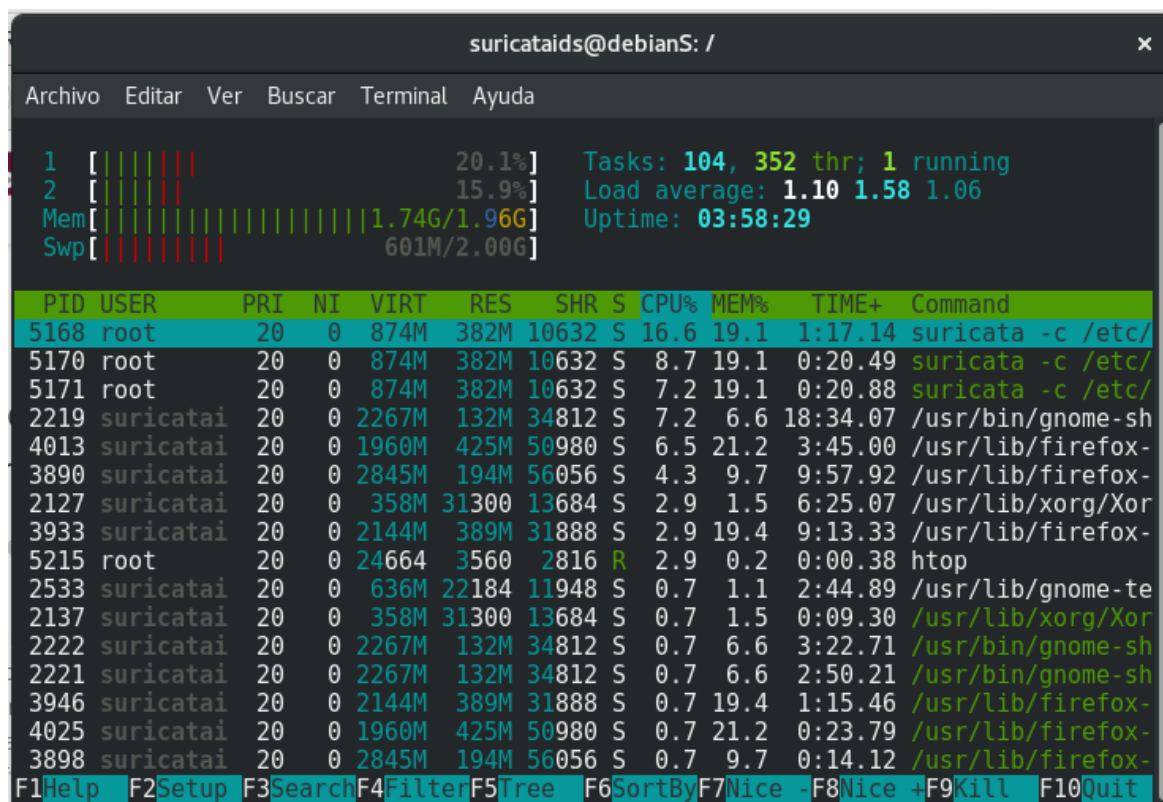 suricataids@debianS: / ×
Archivo Editar Ver Buscar Terminal Ayuda
1 [||||||| 20.1%] Tasks: 104, 352 thr; 1 running
2 [|||||| 15.9%] Load average: 1.10 1.58 1.06
Mem[|||||||||||||||||||1.74G/1.96G] Uptime: 03:58:29
Swp[||||||||| 601M/2.00G]
PID USER PRI NI VIRT RES SHR S CPU% MEM% TIME+ Command
5168 root 20 0 874M 382M 10632 S 16.6 19.1 1:17.14 suricata -c /etc/
5170 root 20 0 874M 382M 10632 S 8.7 19.1 0:20.49 suricata -c /etc/
5171 root 20 0 874M 382M 10632 S 7.2 19.1 0:20.88 suricata -c /etc/
2219 suricatai 20 0 2267M 132M 34812 S 7.2 6.6 18:34.07 /usr/bin/gnome-sh
4013 suricatai 20 0 1960M 425M 50980 S 6.5 21.2 3:45.00 /usr/lib/firefox-
3890 suricatai 20 0 2845M 194M 56056 S 4.3 9.7 9:57.92 /usr/lib/firefox-
2127 suricatai 20 0 358M 31300 13684 S 2.9 1.5 6:25.07 /usr/lib/xorg/Xor
3933 suricatai 20 0 2144M 389M 31888 S 2.9 19.4 9:13.33 /usr/lib/firefox-
5215 root 20 0 24664 3560 2816 R 2.9 0.2 0:00.38 htop
2533 suricatai 20 0 636M 22184 11948 S 0.7 1.1 2:44.89 /usr/lib/gnome-te
2137 suricatai 20 0 358M 31300 13684 S 0.7 1.5 0:09.30 /usr/lib/xorg/Xor
2222 suricatai 20 0 2267M 132M 34812 S 0.7 6.6 3:22.71 /usr/bin/gnome-sh
2221 suricatai 20 0 2267M 132M 34812 S 0.7 6.6 2:50.21 /usr/bin/gnome-sh
3946 suricatai 20 0 2144M 389M 31888 S 0.7 19.4 1:15.46 /usr/lib/firefox-
4025 suricatai 20 0 1960M 425M 50980 S 0.7 21.2 0:23.79 /usr/lib/firefox-
3898 suricatai 20 0 2845M 194M 56056 S 0.7 9.7 0:14.12 /usr/lib/firefox-
F1Help F2Setup F3SearchF4FilterF5Tree F6SortByF7Nice -F8Nice +F9Kill F10Quit